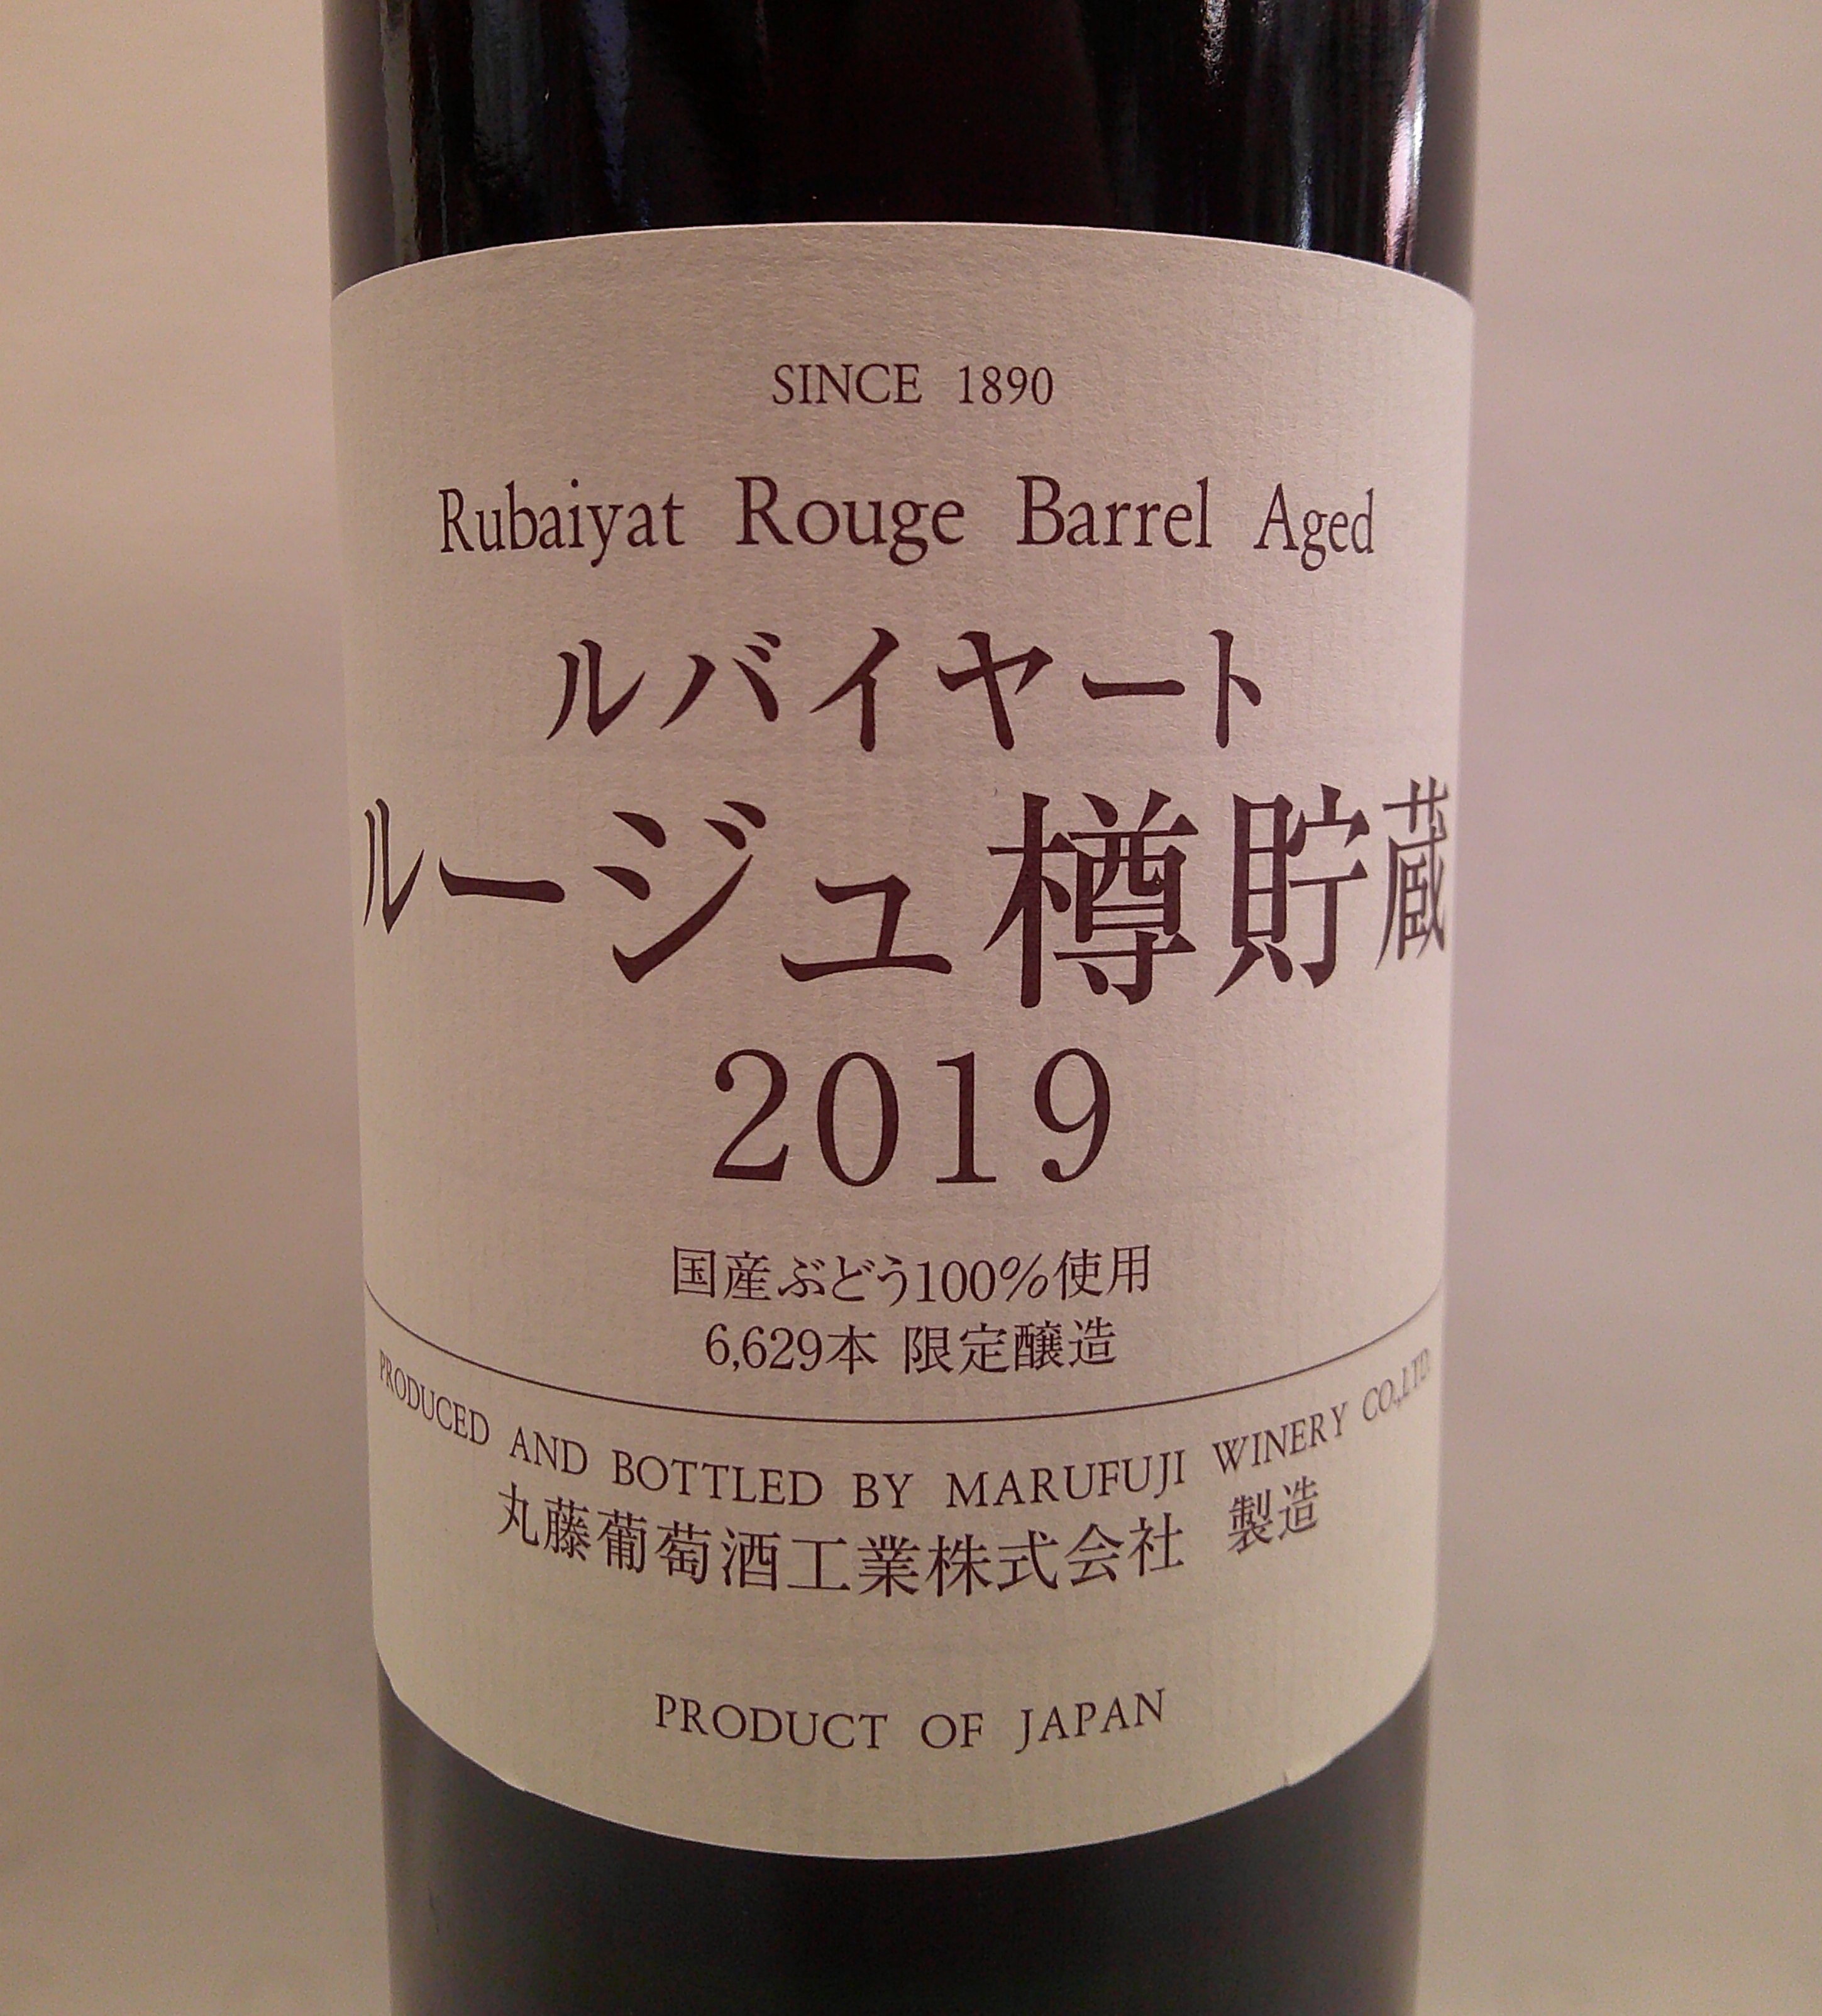 SINCE 1890
Rubaiyat Rouge Barrel Aged
ルバイヤート
ルージュ樽貯蔵
2019
国産ぶどう100%使用
6,629本 限定醸造
PRODUCED AND BOTTLED BY MARUFUJI WINERY CO.,LTD.
丸藤葡萄酒工業株式会社 製造
PRODUCT OF JAPAN